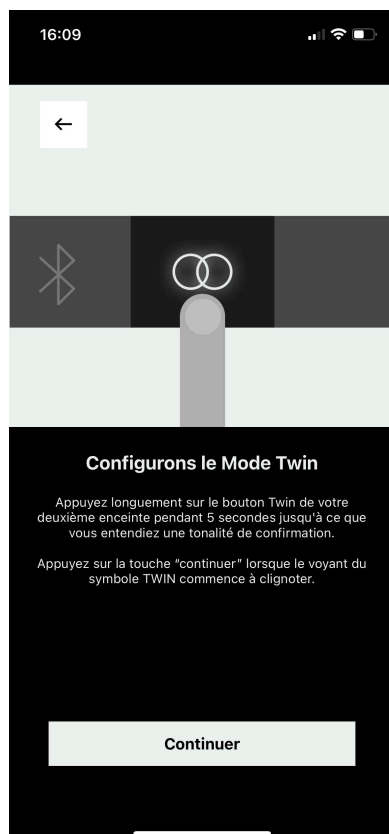 16:09
Configurons le Mode Twin
Appuyez longuement sur le bouton Twin de votre
deuxième enceinte pendant 5 secondes jusqu'à ce que
vous entendiez une tonalité de confirmation.
Appuyez sur la touche “continuer” lorsque le voyant du
symbole TWIN commence à clignoter.
Continuer